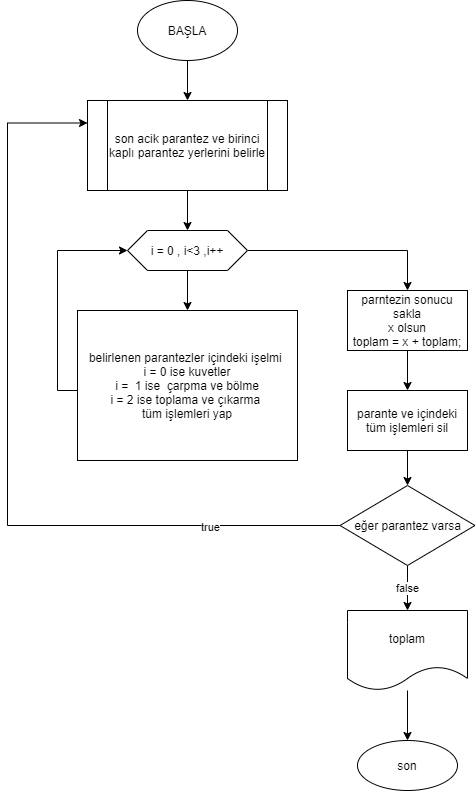 BAŞLA
son acik parantez ve birinci
kaplı parantez yerlerini belirle
i = 0 , i<3 ,i++
belirlenen parantezler içindeki işelmi
i = 0 ise kuvetler
i = 1 ise çarpma ve bölme
i = 2 ise toplama ve çıkarma
tüm işlemleri yap
parntezin sonucu
sakla
x olsun
toplam = x + toplam;
parante ve içindeki
tüm işlemleri sil
eğer parantez varsa
true
false
toplam
son